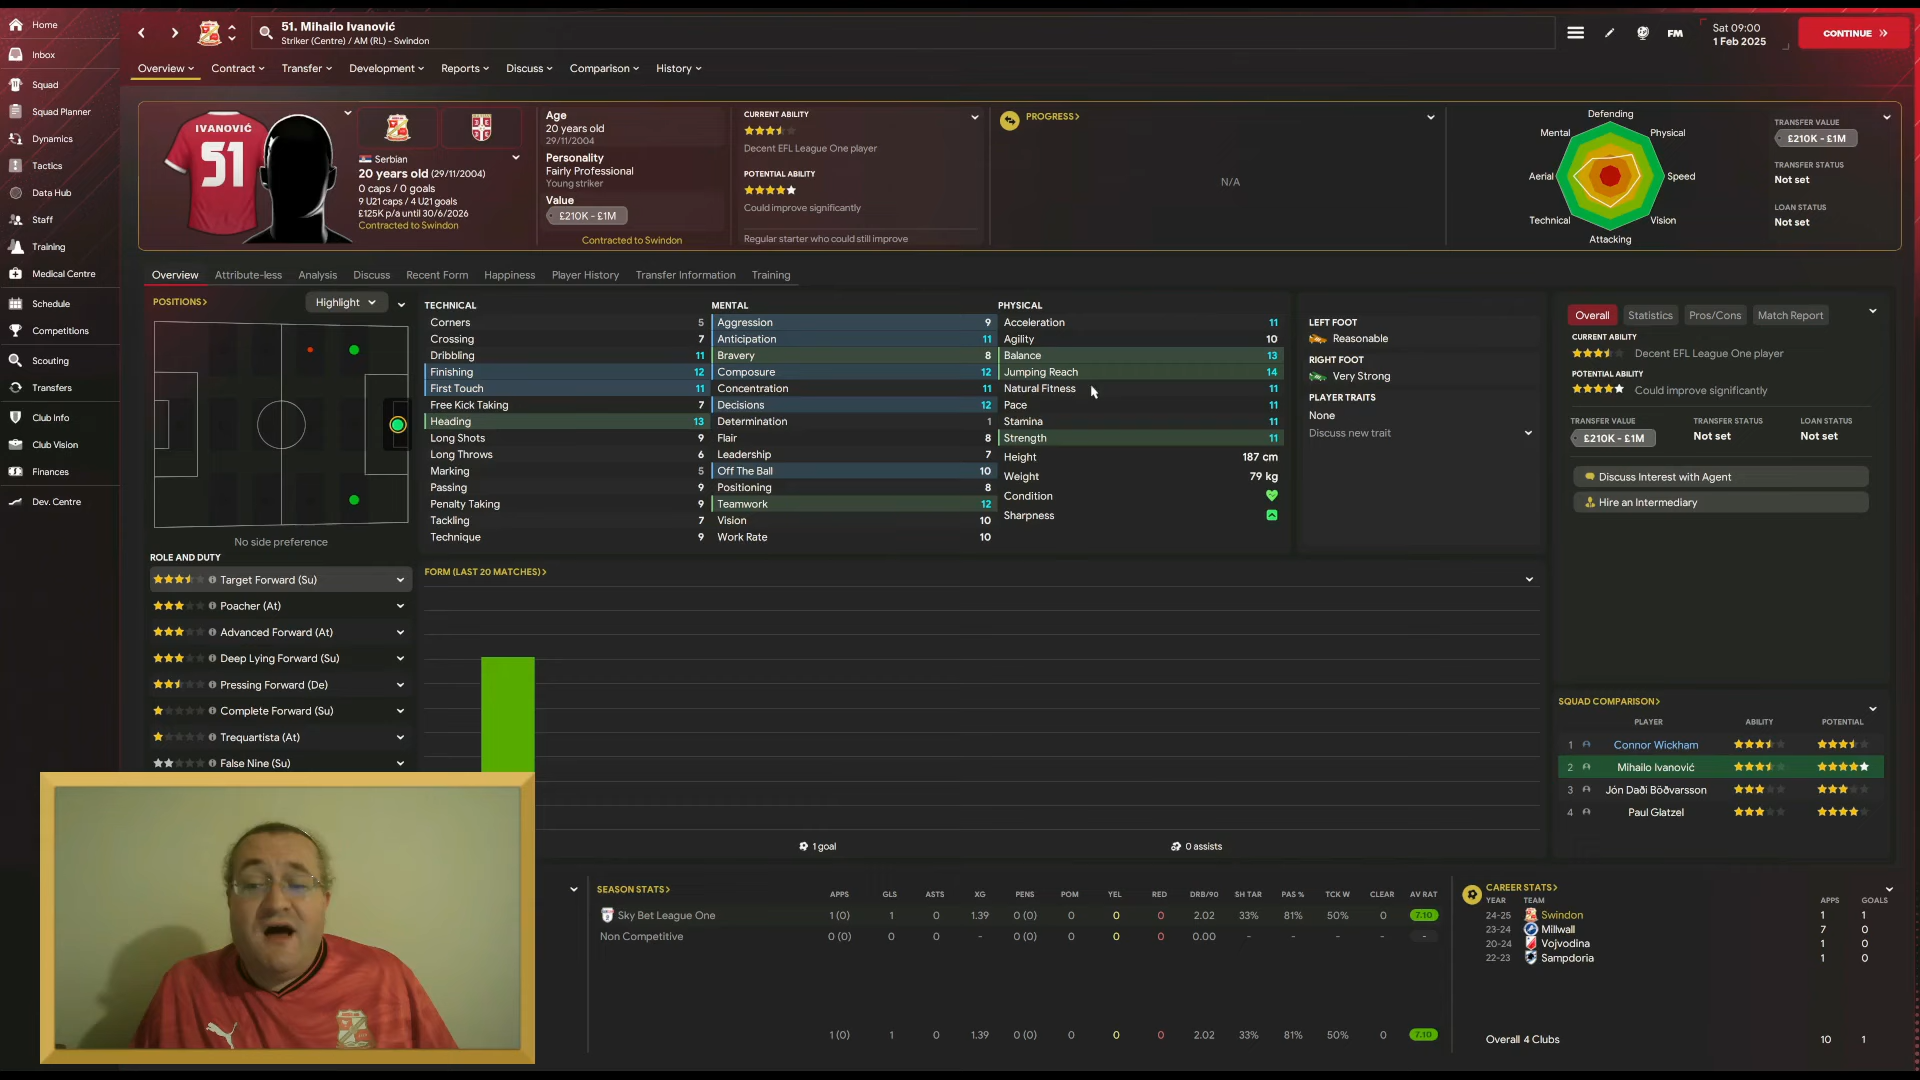 Home
Inbox
Squad
Squad Planner
Dynamics
Tactics
Data Hub
Staff
Training
Medical Centre
Schedule
Competitions
Scouting
Transfers
Club Info
Club Vision
Finances
Dev. Centre
51. Mihailo Ivanović
Striker (Centre) / AM (RL) - Swindon
FM
Sat 09:00
1 Feb 2025
CONTINUE
Overview Contract Transfer Development Reports Discuss Comparison History
IVANOVIĆ
51
Serbian
20 years old (29/11/2004)
0 caps / 0 goals
9 U21 caps / 4 U21 goals
£125K p/a until 30/6/2026
Contracted to Swindon
Age
20 years old
29/11/2004
Personality
Fairly Professional
Young striker
Value
£210K - £1M
Contracted to Swindon
CURRENT ABILITY
Decent EFL League One player
POTENTIAL ABILITY
Could improve significantly
Regular starter who could still improve
PROGRESS>
N/A
Defending
Mental Physical
Aerial Speed
Technical Vision
Attacking
TRANSFER VALUE
£210K - £1M
TRANSFER STATUS
Not set
LOAN STATUS
Not set
Overview Attribute-less Analysis Discuss Recent Form Happiness Player History Transfer Information Training
POSITIONS>
Highlight
No side preference
ROLE AND DUTY
Target Forward (Su)
Poacher (At)
Advanced Forward (At)
Deep Lying Forward (Su)
Pressing Forward (De)
Complete Forward (Su)
Trequartista (At)
False Nine (Su)
TECHNICAL
Corners 5
Crossing 7
Dribbling 11
Finishing 12
First Touch 11
Free Kick Taking 7
Heading 13
Long Shots 9
Long Throws 6
Marking 5
Passing 9
Penalty Taking 9
Tackling 7
Technique 9
MENTAL
Aggression 9
Anticipation 11
Bravery 8
Composure 12
Concentration 11
Decisions 12
Determination 1
Flair 8
Leadership 7
Off The Ball 10
Positioning 8
Teamwork 12
Vision 10
Work Rate 10
PHYSICAL
Acceleration 11
Agility 10
Balance 13
Jumping Reach 14
Natural Fitness 11
Pace 11
Stamina 11
Strength 11
Height 187 cm
Weight 79 kg
Condition
Sharpness
LEFT FOOT
Reasonable
RIGHT FOOT
Very Strong
PLAYER TRAITS
None
Discuss new trait
Overall Statistics Pros/Cons Match Report
CURRENT ABILITY
Decent EFL League One player
POTENTIAL ABILITY
Could improve significantly
TRANSFER VALUE TRANSFER STATUS LOAN STATUS
£210K - £1M Not set Not set
Discuss Interest with Agent
Hire an Intermediary
FORM (LAST 20 MATCHES)>
1 goal 0 assists
SQUAD COMPARISON>
PLAYER ABILITY POTENTIAL
1 Connor Wickham
2 Mihailo Ivanović
3 Jón Daði Böðvarsson
4 Paul Glatzel
SEASON STATS> APPS GLS ASTS XG PENS POM YEL RED DRB/90 SH TAR PAS % TCK W CLEAR AV RAT
Sky Bet League One 1 (0) 1 0 1.39 0 (0) 0 0 0 2.02 33% 81% 50% 0 7.10
Non Competitive 0 (0) 0 0 - 0 (0) 0 0 0 0.00 - - - - -
1 (0) 1 0 1.39 0 (0) 0 0 0 2.02 33% 81% 50% 0 7.10
CAREER STATS>
YEAR TEAM APPS GOALS
24-25 Swindon 1 1
23-24 Millwall 7 0
20-24 Vojvodina 1 0
22-23 Sampdoria 1 0
Overall 4 Clubs 10 1